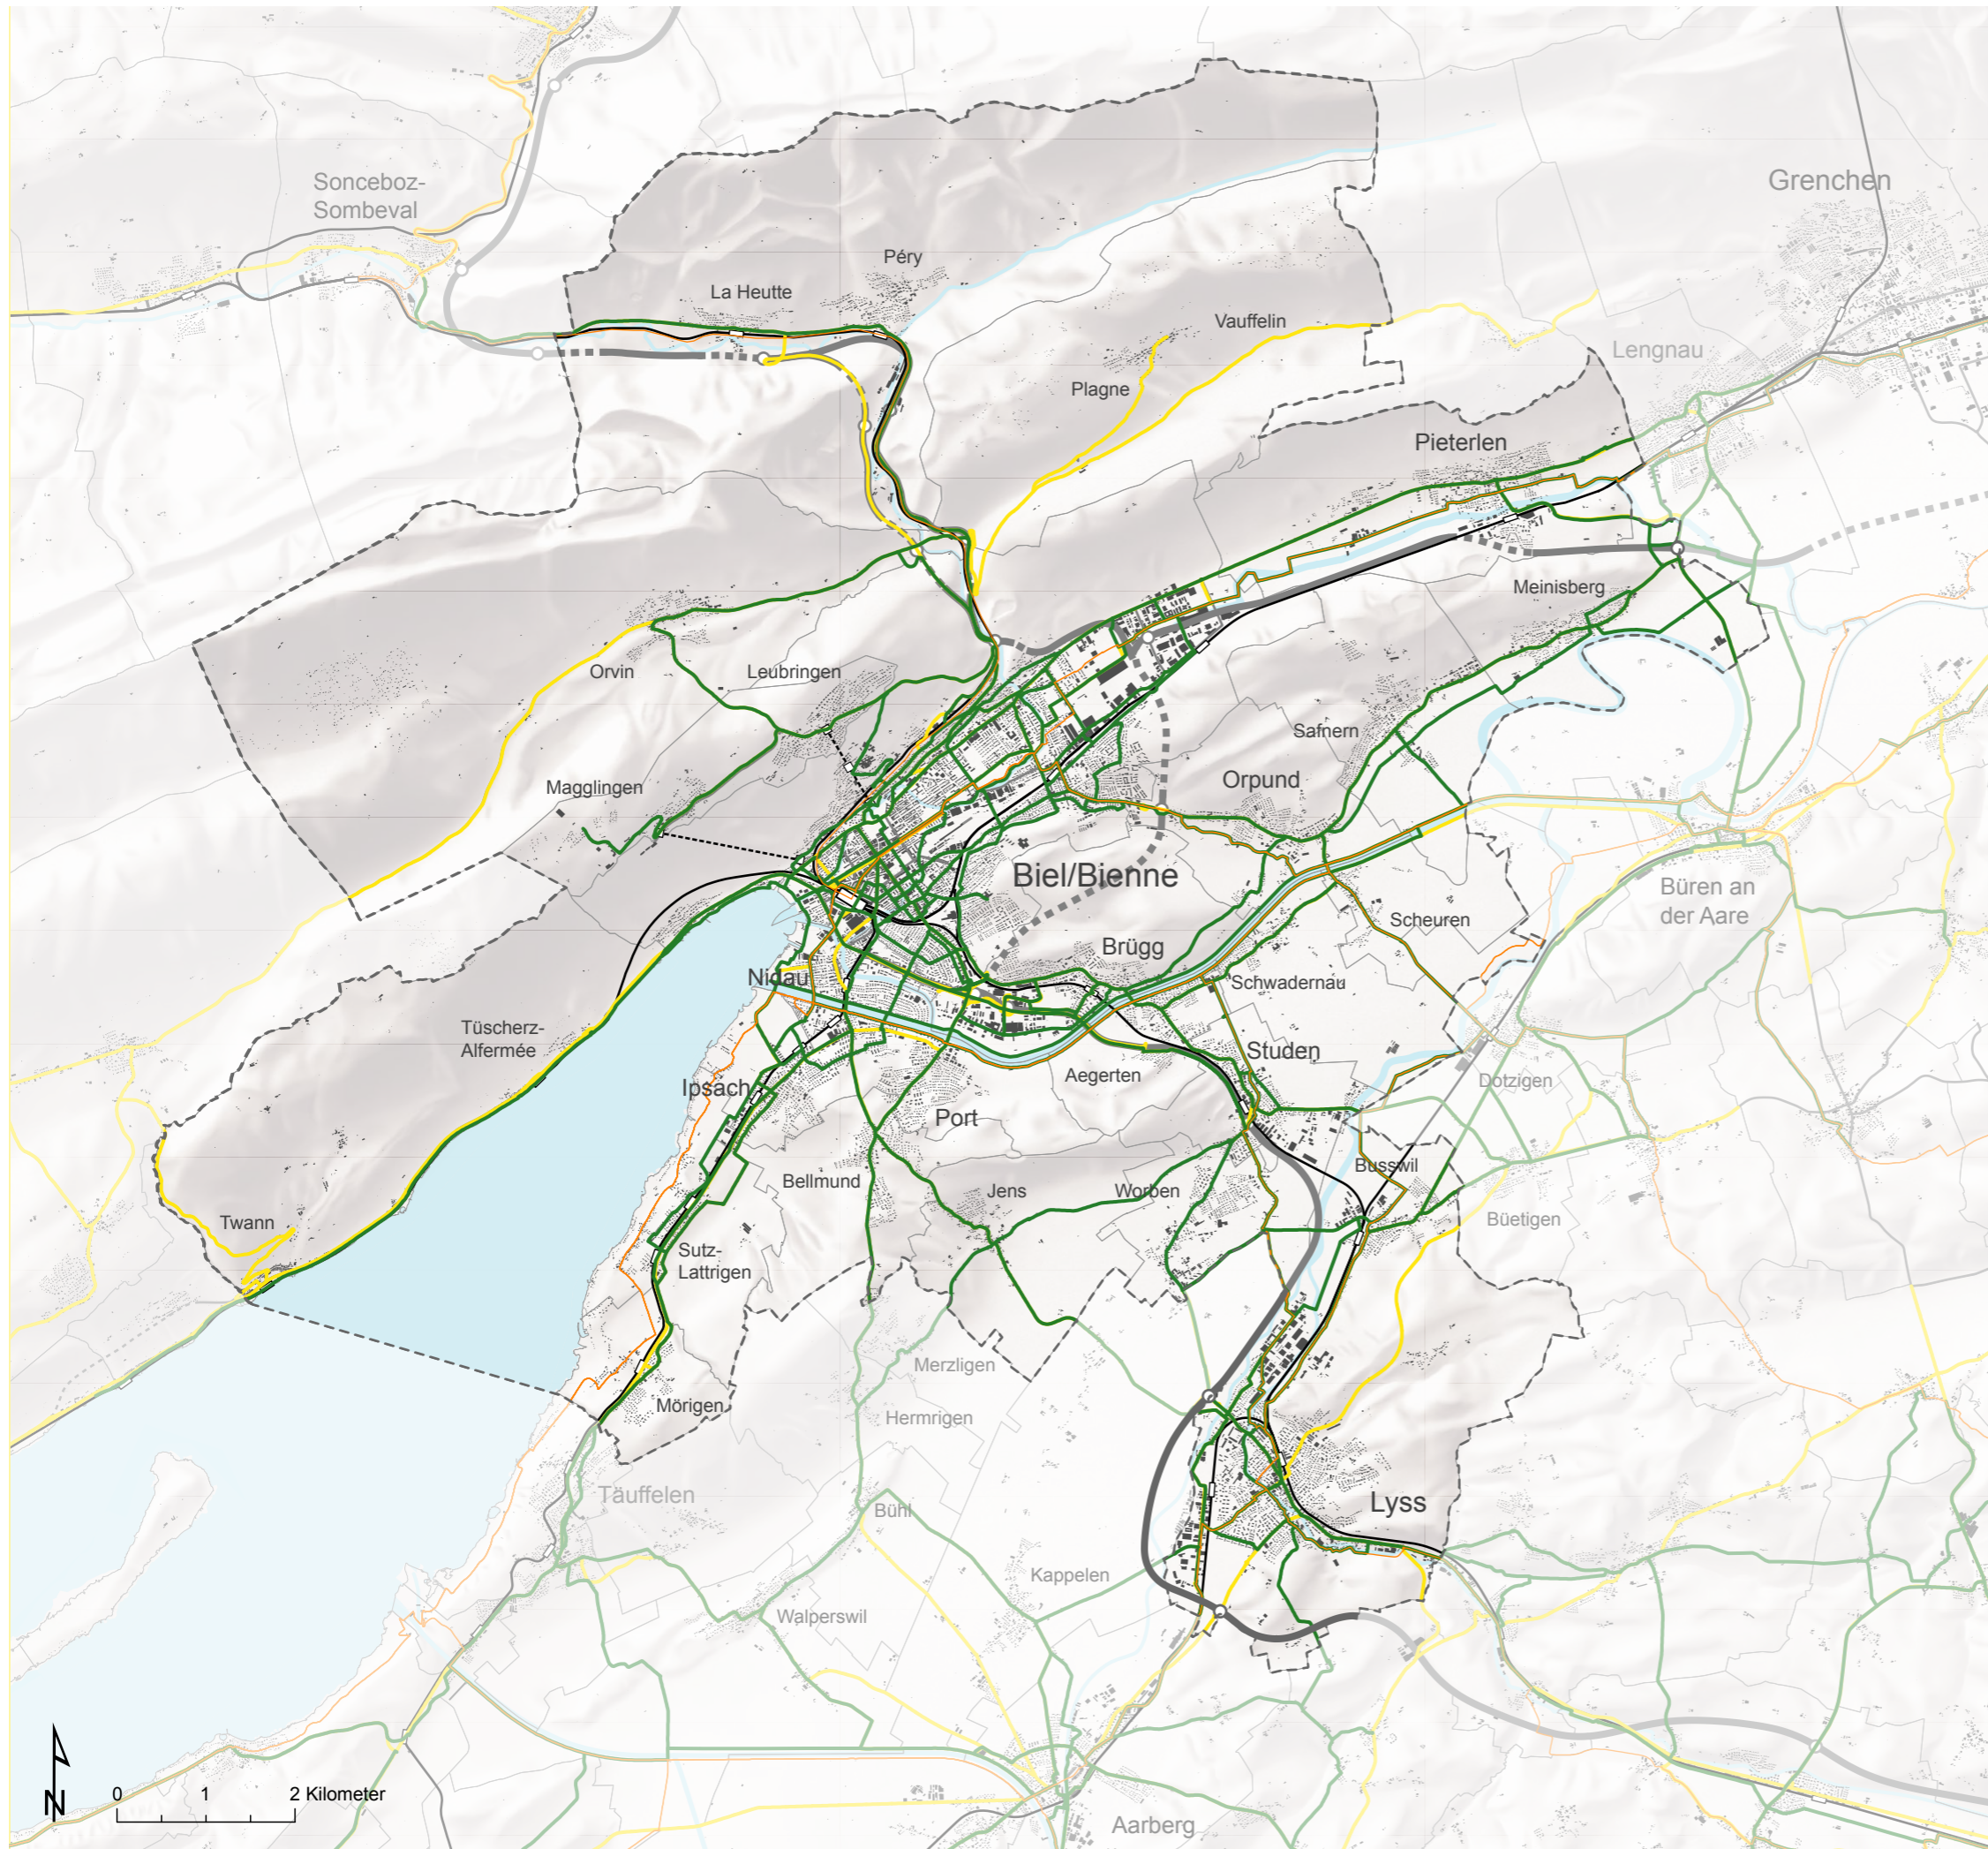 Grenchen
Sonceboz-
Sombeval
Péry
La Heutte
Vauffelin
Lengnau
Plagne
Pieterlen
Meinisberg
Orvin
Leubringen
Safnern
Orpund
Magglingen
Biel/Bienne
Büren an
der Aare
Scheuren
Brügg
Nidau
Schwadernau
Tüscherz-
Alfermée
Studen
Aegerten
Dotzigen
Ipsach
Port
Busswil
Bellmund
Jens
Worben
Büetigen
Twann
Sutz-
Lattrigen
Merzligen
Mörigen
Hermrigen
Täuffelen
Lyss
Bühl
Kappelen
Walperswil
N
0 1 2 Kilometer
Aarberg